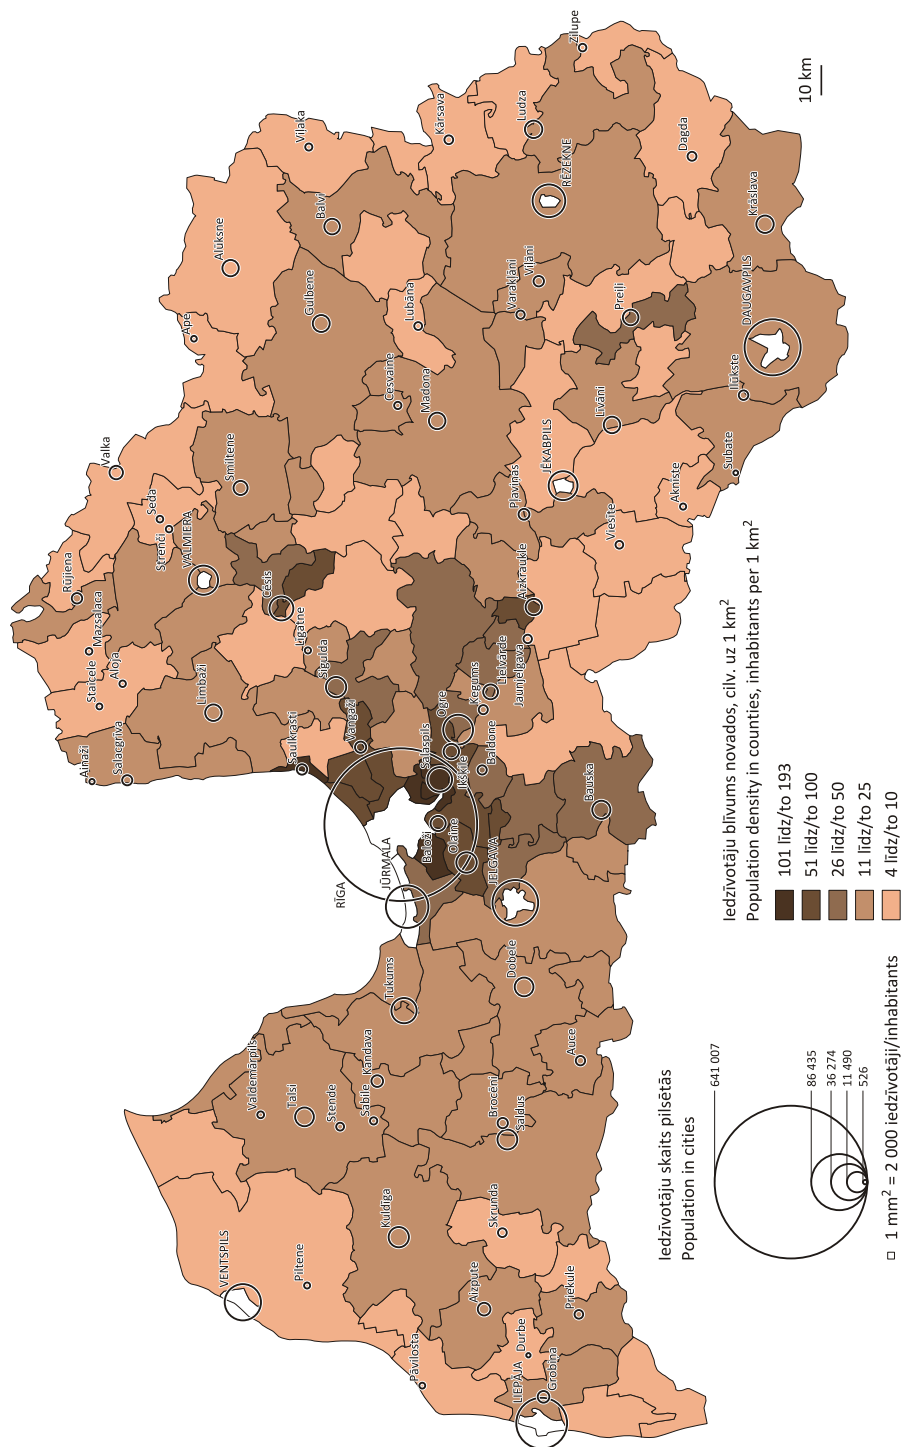 VENTSPILS
Piltene
Pāvilosta
LIEPĀJA
Grobiņa
Durbe
Priekule
Aizpute
Skrunda
Kuldīga
Valdemārpils
Talsi
Stende
Sabile
Kandava
Brocēni
Saldus
Auce
Dobele
Tukums
JŪRMALA
RĪGA
JELGAVA
Olaine
Baloži
Salaspils
Ikšķile
Ogre
Baldone
Bauska
Ķegums
Lielvārde
Jaunjelgava
Aizkraukle
Vangaži
Saulkrasti
Sigulda
Līgatne
Cēsis
Limbaži
Salacgrīva
Ainaži
Staicele
Aloja
Mazsalaca
Rūjiena
VALMIERA
Strenči
Seda
Valka
Smiltene
Ape
Alūksne
Gulbene
Balvi
Viļaka
Cesvaine
Madona
Lubāna
Kārsava
Ludza
Zilupe
RĒZEKNE
Varakļāni
Viļāni
Pļaviņas
JĒKABPILS
Līvāni
Preiļi
Viesīte
Aknīste
Subate
Ilūkste
DAUGAVPILS
Krāslava
Dagda
10 km
Iedzīvotāju skaits pilsētās
Population in cities
641 007
86 435
36 274
11 490
526
1 mm² = 2 000 iedzīvotāji/inhabitants
Iedzīvotāju blīvums novados, cilv. uz 1 km²
Population density in counties, inhabitants per 1 km²
101 līdz/to 193
51 līdz/to 100
26 līdz/to 50
11 līdz/to 25
4 līdz/to 10